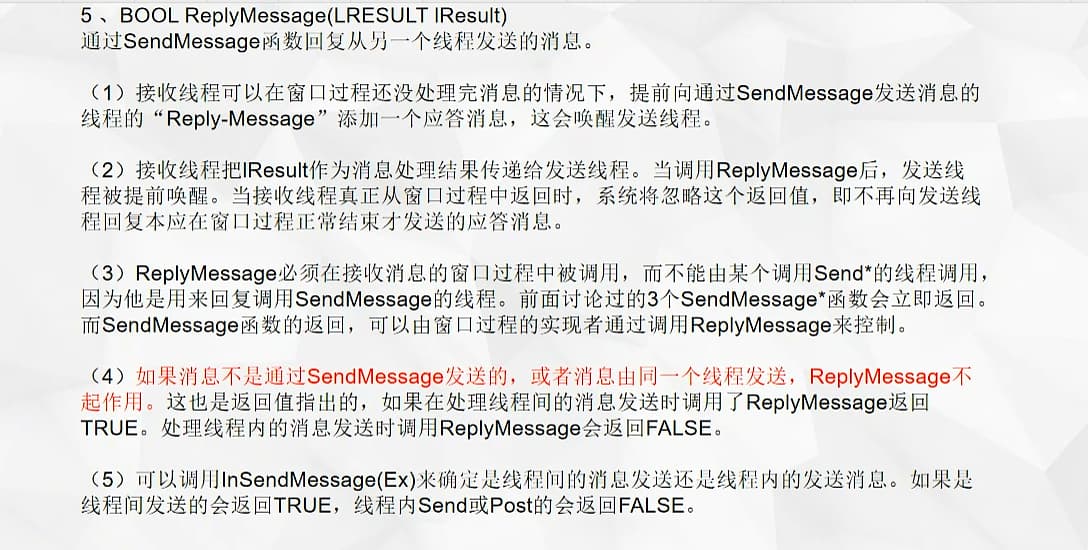 5 、BOOL ReplyMessage(LRESULT lResult)
通过SendMessage函数回复从另一个线程发送的消息。
（1）接收线程可以在窗口过程还没处理完消息的情况下，提前向通过SendMessage发送消息的
线程的“Reply-Message”添加一个应答消息，这会唤醒发送线程。
（2）接收线程把lResult作为消息处理结果传递给发送线程。当调用ReplyMessage后，发送线
程被提前唤醒。当接收线程真正从窗口过程中返回时，系统将忽略这个返回值，即不再向发送线
程回复本应在窗口过程正常结束才发送的应答消息。
（3）ReplyMessage必须在接收消息的窗口过程中被调用，而不能由某个调用Send*的线程调用，
因为他是用来回复调用SendMessage的线程。前面讨论过的3个SendMessage*函数会立即返回。
而SendMessage函数的返回，可以由窗口过程的实现者通过调用ReplyMessage来控制。
（4）如果消息不是通过SendMessage发送的，或者消息由同一个线程发送，ReplyMessage不
起作用。这也是返回值指出的，如果在处理线程间的消息发送时调用了ReplyMessage返回
TRUE。处理线程内的消息发送时调用ReplyMessage会返回FALSE。
（5）可以调用InSendMessage(Ex)来确定是线程间的消息发送还是线程内的发送消息。如果是
线程间发送的会返回TRUE，线程内Send或Post的会返回FALSE。